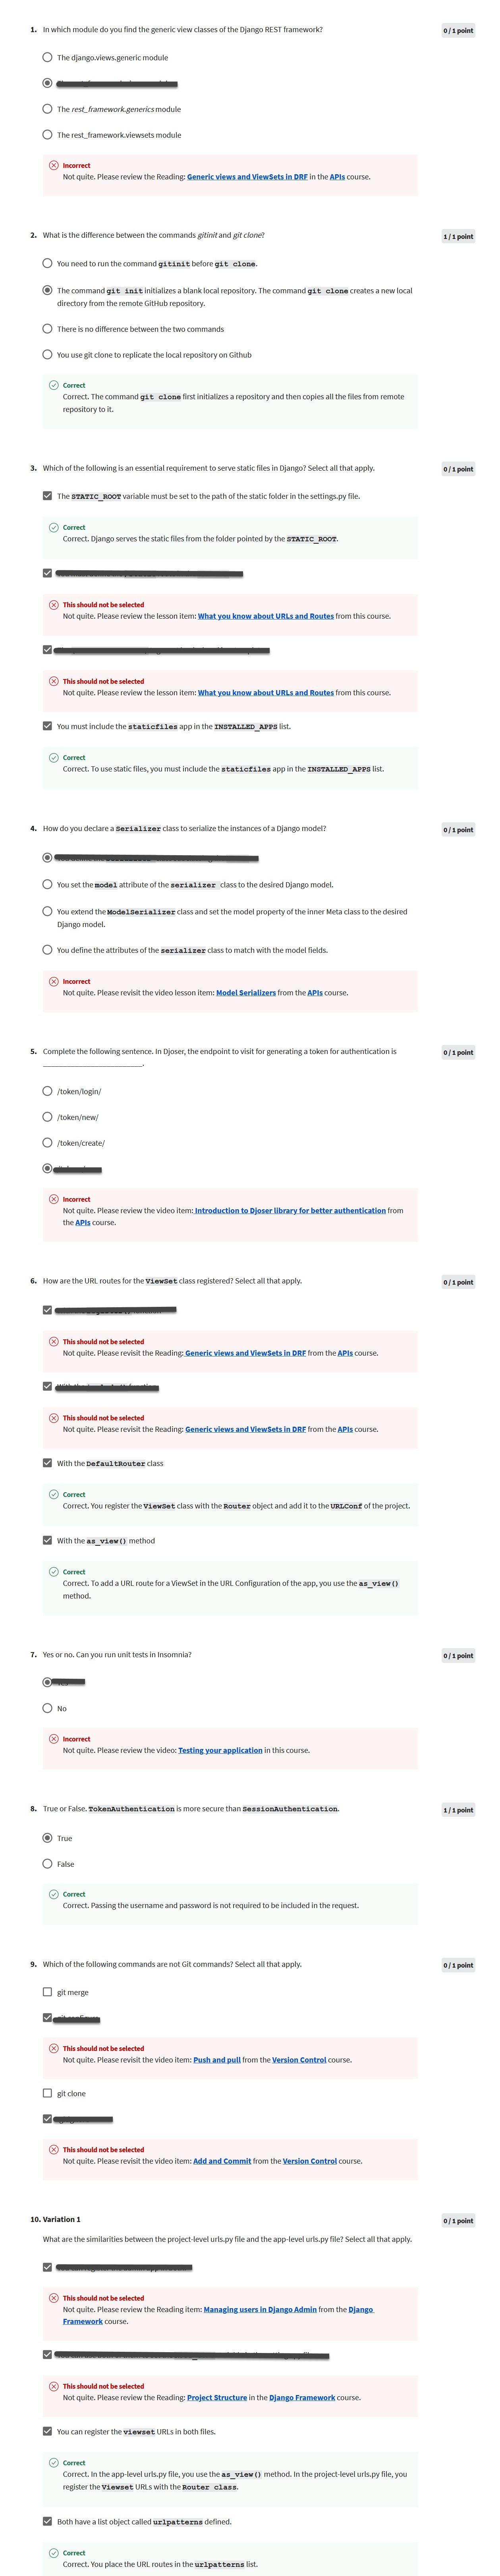 1. In which module do you find the generic view classes of the Django REST framework?
0 / 1 point
The django.views.generic module
The rest_framework.generics module
The rest_framework.viewsets module
Incorrect
Not quite. Please review the Reading: Generic views and ViewSets in DRF in the APIs course.
2. What is the difference between the commands gitinit and git clone?
1 / 1 point
You need to run the command gitinit before git clone.
The command git init initializes a blank local repository. The command git clone creates a new local
directory from the remote GitHub repository.
There is no difference between the two commands
You use git clone to replicate the local repository on Github
Correct
Correct. The command git clone first initializes a repository and then copies all the files from remote
repository to it.
3. Which of the following is an essential requirement to serve static files in Django? Select all that apply.
0 / 1 point
The STATIC_ROOT variable must be set to the path of the static folder in the settings.py file.
Correct
Correct. Django serves the static files from the folder pointed by the STATIC_ROOT.
This should not be selected
Not quite. Please review the lesson item: What you know about URLs and Routes from this course.
This should not be selected
Not quite. Please review the lesson item: What you know about URLs and Routes from this course.
You must include the staticfiles app in the INSTALLED_APPS list.
Correct
Correct. To use static files, you must include the staticfiles app in the INSTALLED_APPS list.
4. How do you declare a Serializer class to serialize the instances of a Django model?
0 / 1 point
You set the model attribute of the serializer class to the desired Django model.
You extend the ModelSerializer class and set the model property of the inner Meta class to the desired
Django model.
You define the attributes of the serializer class to match with the model fields.
Incorrect
Not quite. Please revisit the video lesson item: Model Serializers from the APIs course.
5. Complete the following sentence. In Djoser, the endpoint to visit for generating a token for authentication is
_________________________.
0 / 1 point
/token/login/
/token/new/
/token/create/
Incorrect
Not quite. Please review the video item: Introduction to Djoser library for better authentication from
the APIs course.
6. How are the URL routes for the ViewSet class registered? Select all that apply.
0 / 1 point
This should not be selected
Not quite. Please revisit the Reading: Generic views and ViewSets in DRF from the APIs course.
This should not be selected
Not quite. Please revisit the Reading: Generic views and ViewSets in DRF from the APIs course.
With the DefaultRouter class
Correct
Correct. You register the ViewSet class with the Router object and add it to the URLConf of the project.
With the as_view() method
Correct
Correct. To add a URL route for a ViewSet in the URL Configuration of the app, you use the as_view()
method.
7. Yes or no. Can you run unit tests in Insomnia?
0 / 1 point
No
Incorrect
Not quite. Please review the video: Testing your application in this course.
8. True or False. TokenAuthentication is more secure than SessionAuthentication.
1 / 1 point
True
False
Correct
Correct. Passing the username and password is not required to be included in the request.
9. Which of the following commands are not Git commands? Select all that apply.
0 / 1 point
git merge
This should not be selected
Not quite. Please revisit the video item: Push and pull from the Version Control course.
git clone
This should not be selected
Not quite. Please revisit the video item: Add and Commit from the Version Control course.
10. Variation 1
0 / 1 point
What are the similarities between the project-level urls.py file and the app-level urls.py file? Select all that apply.
This should not be selected
Not quite. Please review the Reading item: Managing users in Django Admin from the Django
Framework course.
This should not be selected
Not quite. Please review the Reading: Project Structure in the Django Framework course.
You can register the viewset URLs in both files.
Correct
Correct. In the app-level urls.py file, you use the as_view() method. In the project-level urls.py file, you
register the Viewset URLs with the Router class.
Both have a list object called urlpatterns defined.
Correct
Correct. You place the URL routes in the urlpatterns list.